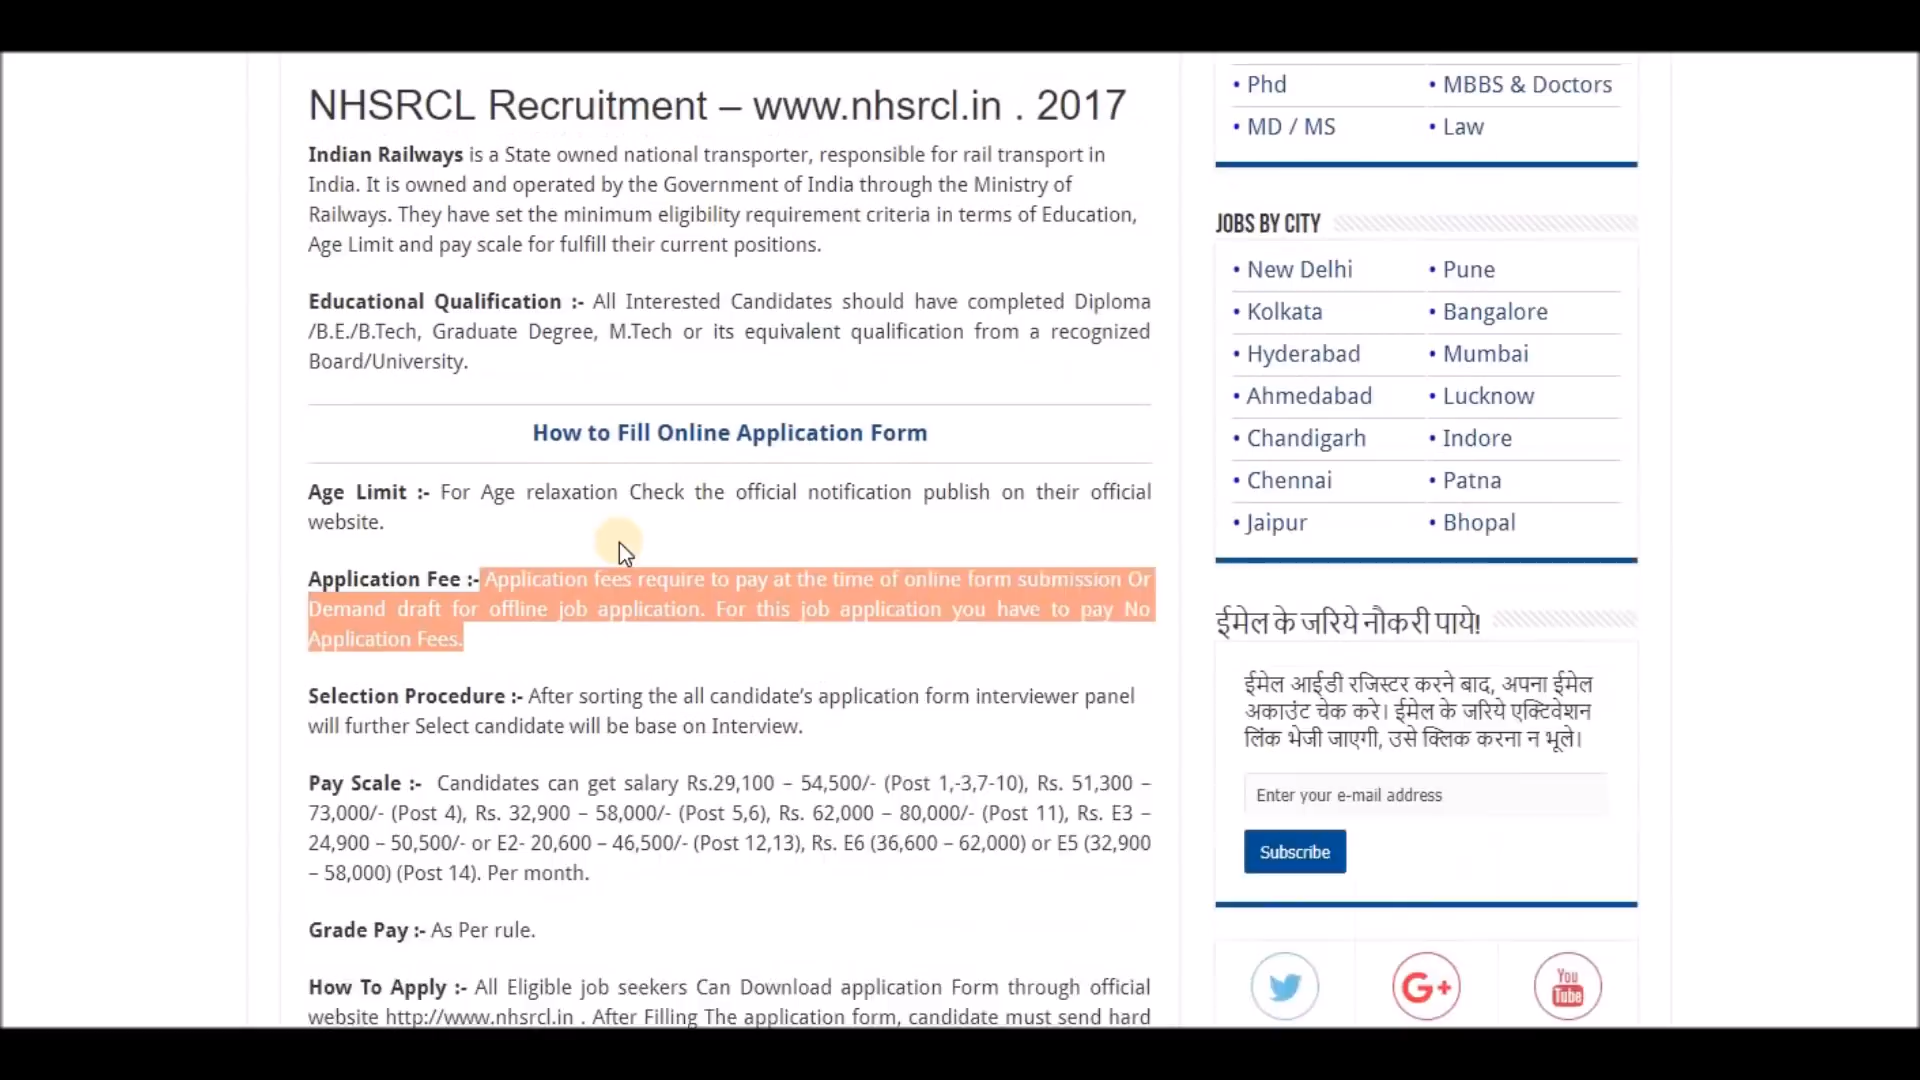 NHSRCL Recruitment – www.nhsrcl.in . 2017
Indian Railways is a State owned national transporter, responsible for rail transport in
India. It is owned and operated by the Government of India through the Ministry of
Railways. They have set the minimum eligibility requirement criteria in terms of Education,
Age Limit and pay scale for fulfill their current positions.
Educational Qualification :- All Interested Candidates should have completed Diploma
/B.E./B.Tech, Graduate Degree, M.Tech or its equivalent qualification from a recognized
Board/University.
How to Fill Online Application Form
Age Limit :- For Age relaxation Check the official notification publish on their official
website.
Application Fee :- Application fees require to pay at the time of online form submission Or
Demand draft for offline job application. For this job application you have to pay No
Application Fees.
Selection Procedure :- After sorting the all candidate’s application form interviewer panel
will further Select candidate will be base on Interview.
Pay Scale :- Candidates can get salary Rs.29,100 – 54,500/- (Post 1,-3,7-10), Rs. 51,300 –
73,000/- (Post 4), Rs. 32,900 – 58,000/- (Post 5,6), Rs. 62,000 – 80,000/- (Post 11), Rs. E3 –
24,900 – 50,500/- or E2- 20,600 – 46,500/- (Post 12,13), Rs. E6 (36,600 – 62,000) or E5 (32,900
– 58,000) (Post 14). Per month.
Grade Pay :- As Per rule.
How To Apply :- All Eligible job seekers Can Download application Form through official
website http://www.nhsrcl.in . After Filling The application form, candidate must send hard
• Phd • MBBS & Doctors
• MD / MS • Law
JOBS BY CITY
• New Delhi • Pune
• Kolkata • Bangalore
• Hyderabad • Mumbai
• Ahmedabad • Lucknow
• Chandigarh • Indore
• Chennai • Patna
• Jaipur • Bhopal
ईमेल के जरिये नौकरी पाये!
ईमेल आईडी रजिस्टर करने बाद, अपना ईमेल
अकाउंट चेक करे। ईमेल के जरिये एक्टिवेशन
लिंक भेजी जाएगी, उसे क्लिक करना न भूले।
Enter your e-mail address
Subscribe
G+
You
Tube